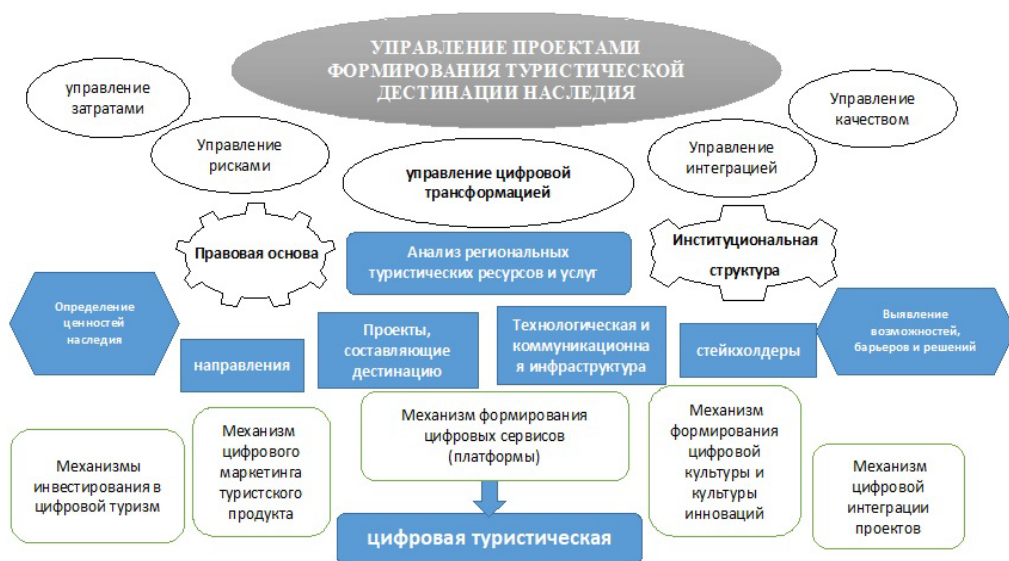 УПРАВЛЕНИЕ ПРОЕКТАМИ
ФОРМИРОВАНИЯ ТУРИСТИЧЕСКОЙ
ДЕСТИНАЦИИ НАСЛЕДИЯ
управление
затратами
Управление
рисками
управление цифровой
трансформацией
Управление
интеграцией
Управление
качеством
Правовая основа
Анализ региональных
туристических ресурсов и услуг
Институциональная
структура
Определение
ценностей
наследия
направления
Проекты,
составляющие
дестинацию
Технологическая и
коммуникационна
я инфраструктура
стейкхолдеры
Выявление
возможностей,
барьеров и решений
Механизмы
инвестирования в
цифровой туризм
Механизм
цифрового
маркетинга
туристского
продукта
Механизм формирования
цифровых сервисов
(платформы)
Механизм
формирования
цифровой
культуры и
культуры
инноваций
Механизм
цифровой
интеграции
проектов
цифровая туристическая